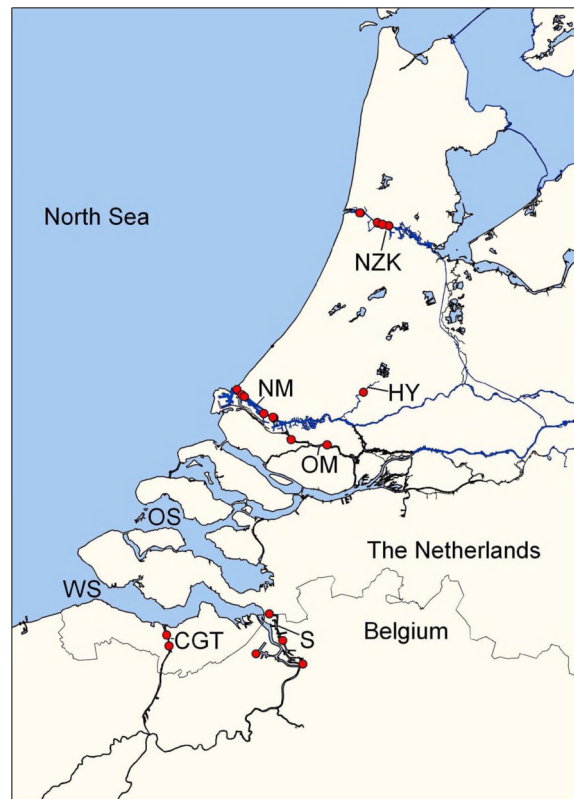 North Sea
NZK
NM
HY
OM
OS
The Netherlands
WS
Belgium
CGT
S